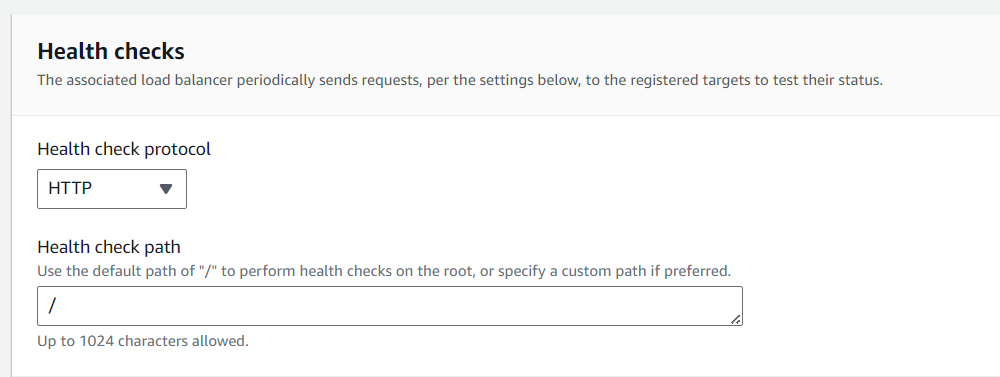 Health checks
The associated load balancer periodically sends requests, per the settings below, to the registered targets to test their status.
Health check protocol
HTTP
Health check path
Use the default path of "/" to perform health checks on the root, or specify a custom path if preferred.
/
Up to 1024 characters allowed.